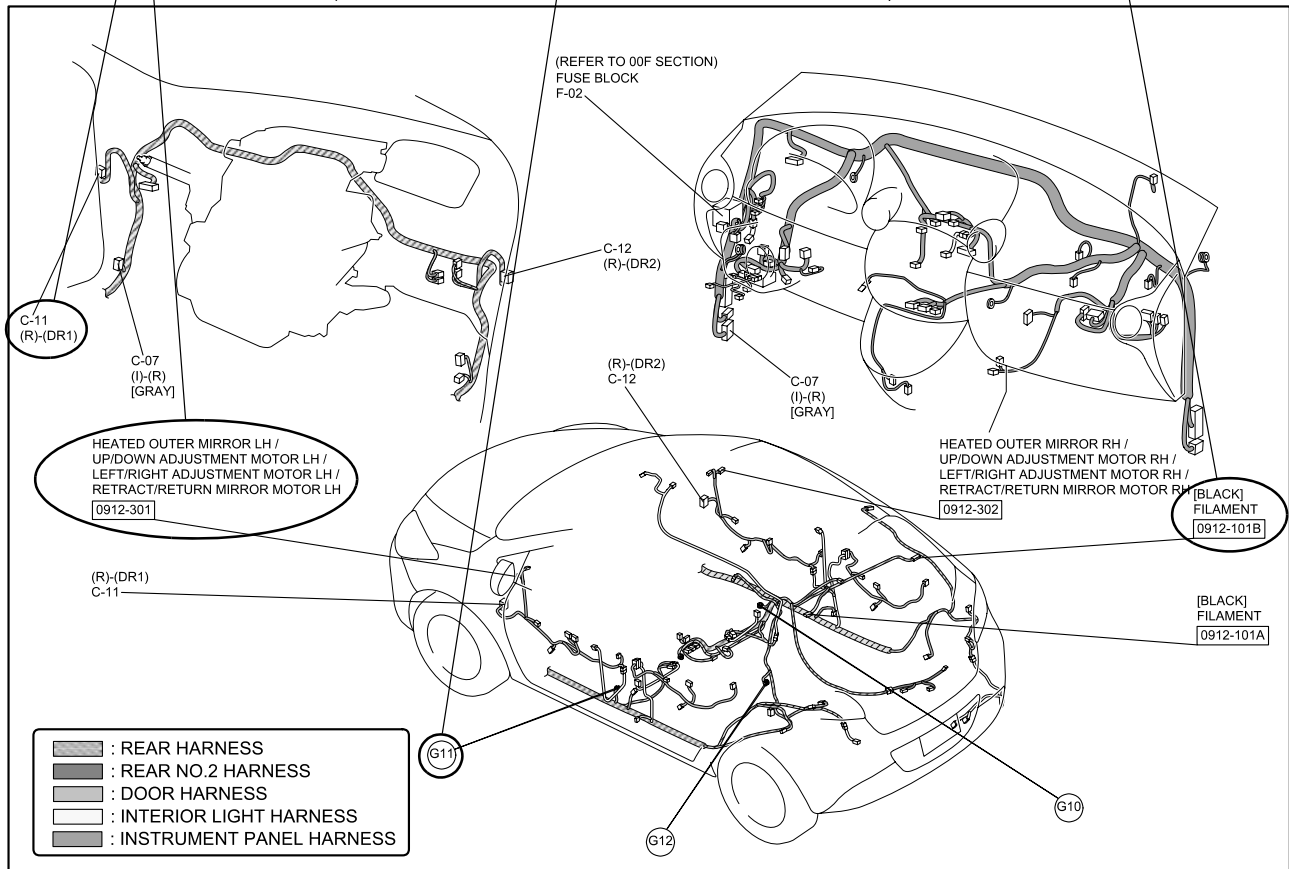 (REFER TO 00F SECTION)
FUSE BLOCK
F-02
C-12
(R)-(DR2)
C-11
(R)-(DR1)
C-07
(I)-(R)
[GRAY]
(R)-(DR2)
C-12
C-07
(I)-(R)
[GRAY]
HEATED OUTER MIRROR LH /
UP/DOWN ADJUSTMENT MOTOR LH /
LEFT/RIGHT ADJUSTMENT MOTOR LH /
RETRACT/RETURN MIRROR MOTOR LH
0912-301
HEATED OUTER MIRROR RH /
UP/DOWN ADJUSTMENT MOTOR RH /
LEFT/RIGHT ADJUSTMENT MOTOR RH /
RETRACT/RETURN MIRROR MOTOR RH
0912-302
[BLACK]
FILAMENT
0912-101B
(R)-(DR1)
C-11
[BLACK]
FILAMENT
0912-101A
: REAR HARNESS
: REAR NO.2 HARNESS
: DOOR HARNESS
: INTERIOR LIGHT HARNESS
: INSTRUMENT PANEL HARNESS
G11
G12
G10